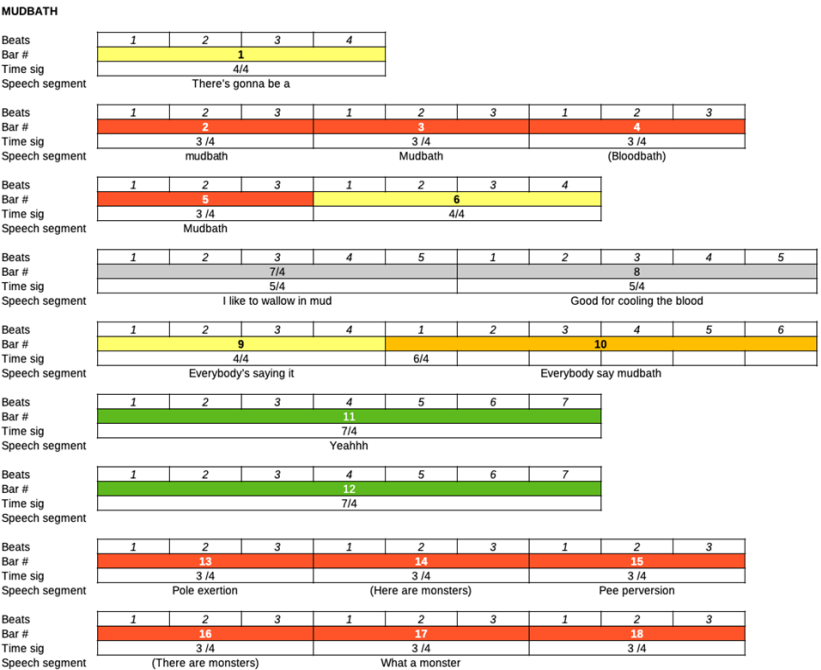 MUDBATH
Beats 1 2 3 4
Bar # 1
Time sig 4/4
Speech segment There's gonna be a
Beats 1 2 3 1 2 3 1 2 3
Bar # 2 3 4
Time sig 3 /4 3 /4 3 /4
Speech segment mudbath Mudbath (Bloodbath)
Beats 1 2 3 1 2 3 4
Bar # 5 6
Time sig 3 /4 4/4
Speech segment Mudbath
Beats 1 2 3 4 5 1 2 3 4 5
Bar # 7/4 8
Time sig 5/4 5/4
Speech segment I like to wallow in mud Good for cooling the blood
Beats 1 2 3 4 1 2 3 4 5 6
Bar # 9 10
Time sig 4/4 6/4
Speech segment Everybody's saying it Everybody say mudbath
Beats 1 2 3 4 5 6 7
Bar # 11
Time sig 7/4
Speech segment Yeahhh
Beats 1 2 3 4 5 6 7
Bar # 12
Time sig 7/4
Speech segment
Beats 1 2 3 1 2 3 1 2 3
Bar # 13 14 15
Time sig 3 /4 3 /4 3 /4
Speech segment Pole exertion (Here are monsters) Pee perversion
Beats 1 2 3 1 2 3 1 2 3
Bar # 16 17 18
Time sig 3 /4 3 /4 3 /4
Speech segment (There are monsters) What a monster